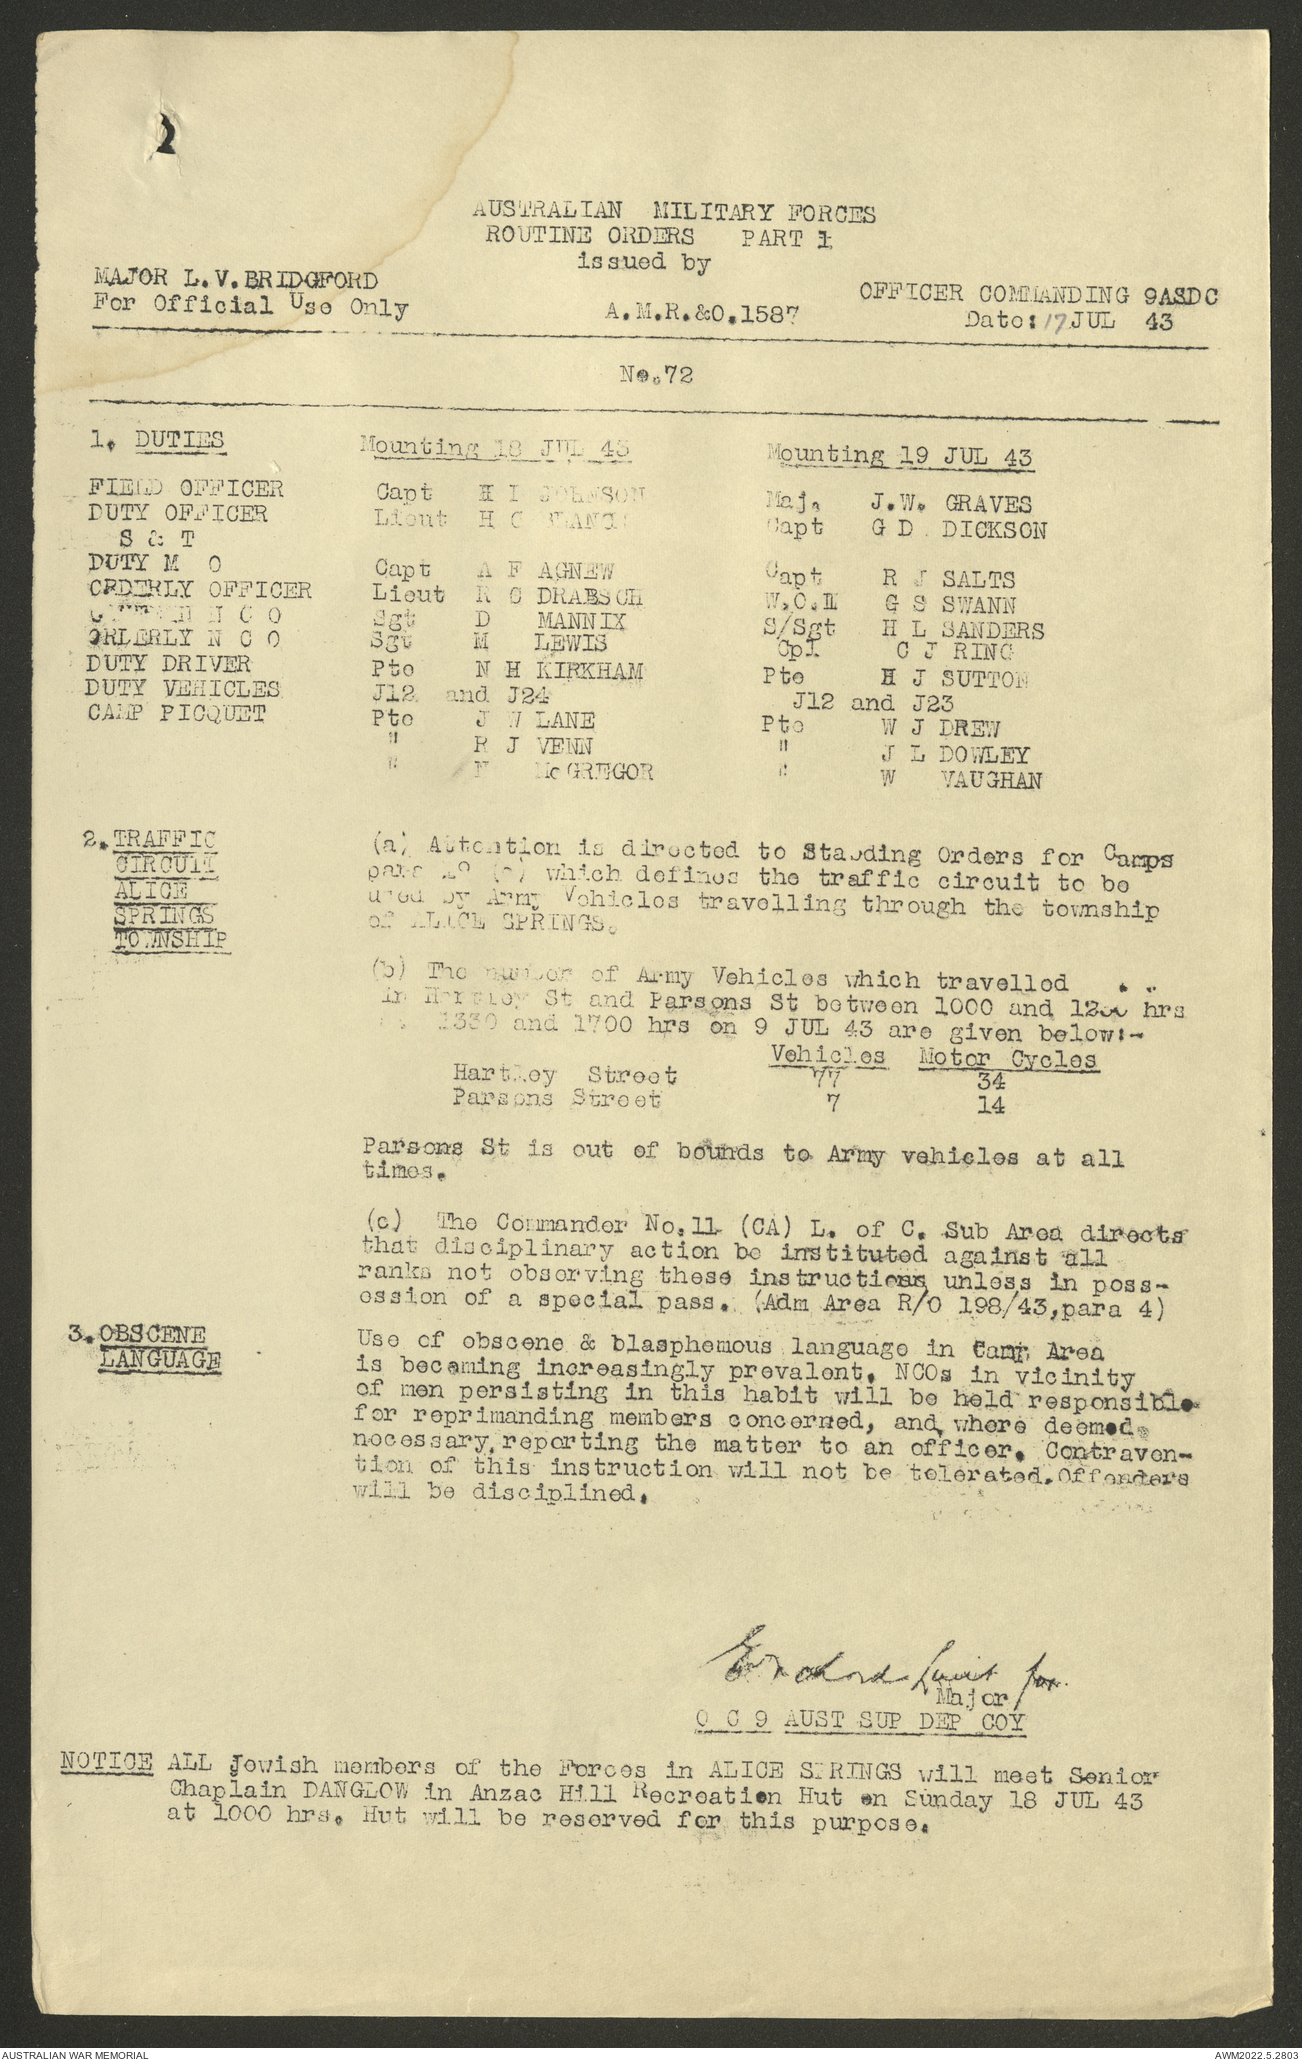 2
AUSTRALIAN MILITARY FORCES
ROUTINE ORDERS PART 1
issued by
MAJOR L.V.BRIDGFORD
OFFICER COMMANDING 9ASDC
For Official Use Only
A.M.R.&O.1587
Date: 17 JUL 43
No.72
1. DUTIES Mounting 18 JUL 43 Mounting 19 JUL 43
FIELD OFFICER Capt H I JOHNSON Maj. J.W. GRAVES
DUTY OFFICER Lieut H C Capt G D . DICKSON
S & T
DUTY M O Capt A F AGNEW Capt R J SALTS
ORDERLY OFFICER Lieut R O DRABSCH W.O.II G S SWANN
N C O Sgt D MANNIX S/Sgt H L SANDERS
ORDERLY N C O Sgt M LEWIS Cpl C J RING
DUTY DRIVER Pte N H KIRKHAM Pte H J SUTTON
DUTY VEHICLES J12 and J24 J12 and J23
CAMP PICQUET Pte J W LANE Pte W J DREW
" R J VENN " J L DOWLEY
" N McGREGOR " W VAUGHAN
2. TRAFFIC
CIRCUIT
ALICE
SPRINGS
TOWNSHIP
(a) Attention is directed to Standing Orders for Camps
para which defines the traffic circuit to be
used by Army Vehicles travelling through the township
of ALICE SPRINGS.
(b) The number of Army Vehicles which travelled
in Hartley St and Parsons St between 1000 and 1200 hrs
1330 and 1700 hrs on 9 JUL 43 are given below:-
Vehicles Motor Cycles
Hartley Street 77 34
Parsons Street 7 14
Parsons St is out of bounds to Army vehicles at all
times.
(c) The Commander No.11 (CA) L. of C. Sub Area directs
that disciplinary action be instituted against all
ranks not observing these instructions unless in poss-
ession of a special pass. (Adm Area R/O 198/43,para 4)
3. OBSCENE
LANGUAGE
Use of obscene & blasphemous language in Camp Area
is becoming increasingly prevalent. NCOs in vicinity
of men persisting in this habit will be held responsible
for reprimanding members concerned, and, where deemed
necessary, reporting the matter to an officer. Contraven-
tion of this instruction will not be tolerated. Offenders
will be disciplined.
Lieut for
Major
O C 9 AUST SUP DEP COY
NOTICE ALL Jewish members of the Forces in ALICE SPRINGS will meet Senior
Chaplain DANGLOW in Anzac Hill Recreation Hut on Sunday 18 JUL 43
at 1000 hrs. Hut will be reserved for this purpose.
AUSTRALIAN WAR MEMORIAL
AWM2022.5.2803